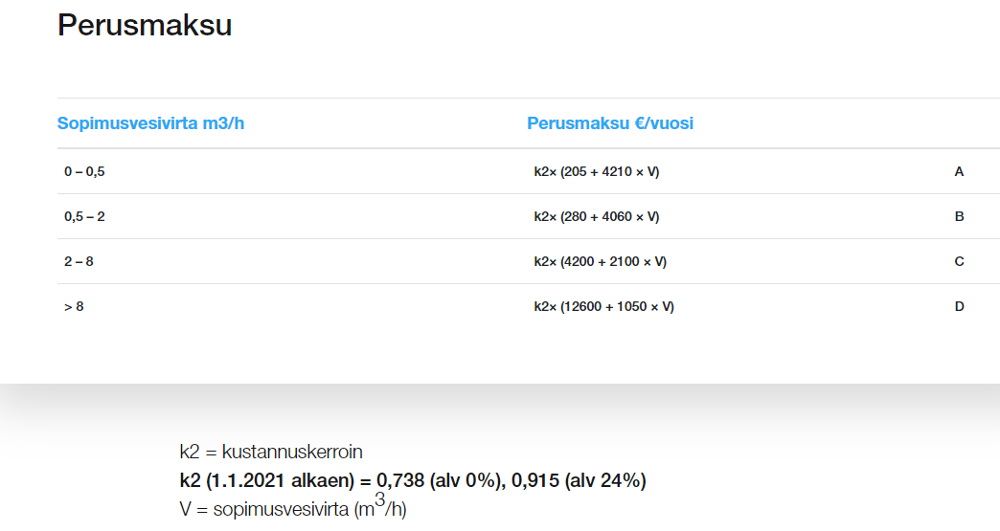 Perusmaksu
Sopimusvesivirta m3/h Perusmaksu €/vuosi
0 – 0,5 k2× (205 + 4210 × V) A
0,5 – 2 k2× (280 + 4060 × V) B
2 – 8 k2× (4200 + 2100 × V) C
> 8 k2× (12600 + 1050 × V) D
k2 = kustannuskerroin
k2 (1.1.2021 alkaen) = 0,738 (alv 0%), 0,915 (alv 24%)
V = sopimusvesivirta (m³/h)